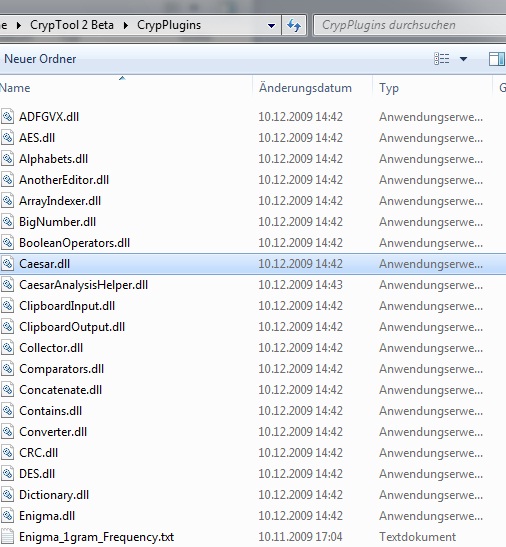 e ▸ CrypTool 2 Beta ▸ CrypPlugins CrypPlugins durchsuchen
Neuer Ordner
Name Änderungsdatum Typ G
ADFGVX.dll 10.12.2009 14:42 Anwendungserwe...
AES.dll 10.12.2009 14:42 Anwendungserwe...
Alphabets.dll 10.12.2009 14:42 Anwendungserwe...
AnotherEditor.dll 10.12.2009 14:42 Anwendungserwe...
ArrayIndexer.dll 10.12.2009 14:42 Anwendungserwe...
BigNumber.dll 10.12.2009 14:42 Anwendungserwe...
BooleanOperators.dll 10.12.2009 14:42 Anwendungserwe...
Caesar.dll 10.12.2009 14:42 Anwendungserwe...
CaesarAnalysisHelper.dll 10.12.2009 14:43 Anwendungserwe...
ClipboardInput.dll 10.12.2009 14:42 Anwendungserwe...
ClipboardOutput.dll 10.12.2009 14:42 Anwendungserwe...
Collector.dll 10.12.2009 14:42 Anwendungserwe...
Comparators.dll 10.12.2009 14:42 Anwendungserwe...
Concatenate.dll 10.12.2009 14:42 Anwendungserwe...
Contains.dll 10.12.2009 14:42 Anwendungserwe...
Converter.dll 10.12.2009 14:42 Anwendungserwe...
CRC.dll 10.12.2009 14:42 Anwendungserwe...
DES.dll 10.12.2009 14:42 Anwendungserwe...
Dictionary.dll 10.12.2009 14:42 Anwendungserwe...
Enigma.dll 10.12.2009 14:42 Anwendungserwe...
Enigma_1gram_Frequency.txt 10.11.2009 17:04 Textdokument